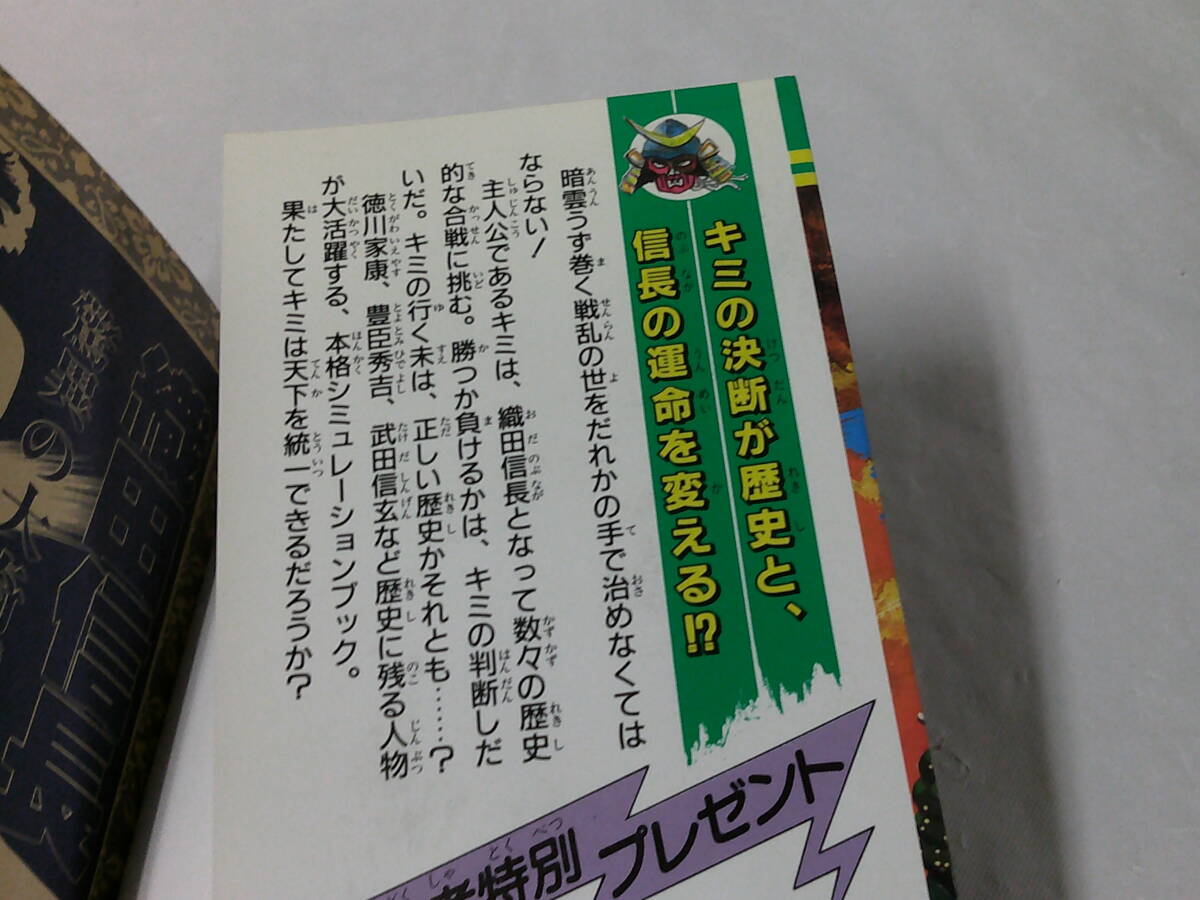 キミの決断が歴史と、
信長の運命を変える!?
暗雲うず巻く戦乱の世をだれかの手で治めなくては
ならない!
主人公であるキミは、織田信長となって数々の歴史
的な合戦に挑む。勝つか負けるかは、キミの判断しだ
いだ。キミの行く末は、正しい歴史かそれとも……?
徳川家康、豊臣秀吉、武田信玄など歴史に残る人物
が大活躍する、本格シミュレーションブック。
果たしてキミは天下を統一できるだろうか?
者特別プレゼント